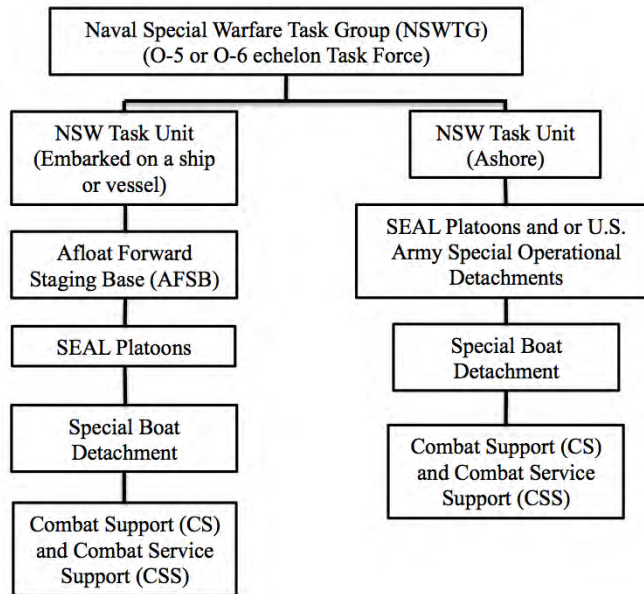 Naval Special Warfare Task Group (NSWTG)
(O-5 or O-6 echelon Task Force)
NSW Task Unit
(Embarked on a ship
or vessel)
Afloat Forward
Staging Base (AFSB)
SEAL Platoons
Special Boat
Detachment
Combat Support (CS)
and Combat Service
Support (CSS)
NSW Task Unit
(Ashore)
SEAL Platoons and or U.S.
Army Special Operational
Detachments
Special Boat
Detachment
Combat Support (CS)
and Combat Service
Support (CSS)